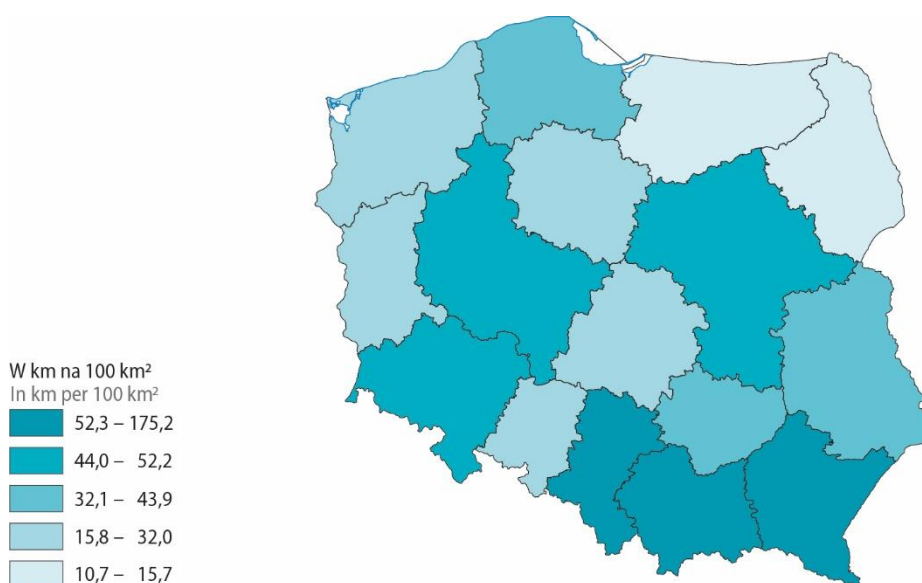 W km na 100 km²
In km per 100 km²
52,3 – 175,2
44,0 – 52,2
32,1 – 43,9
15,8 – 32,0
10,7 – 15,7